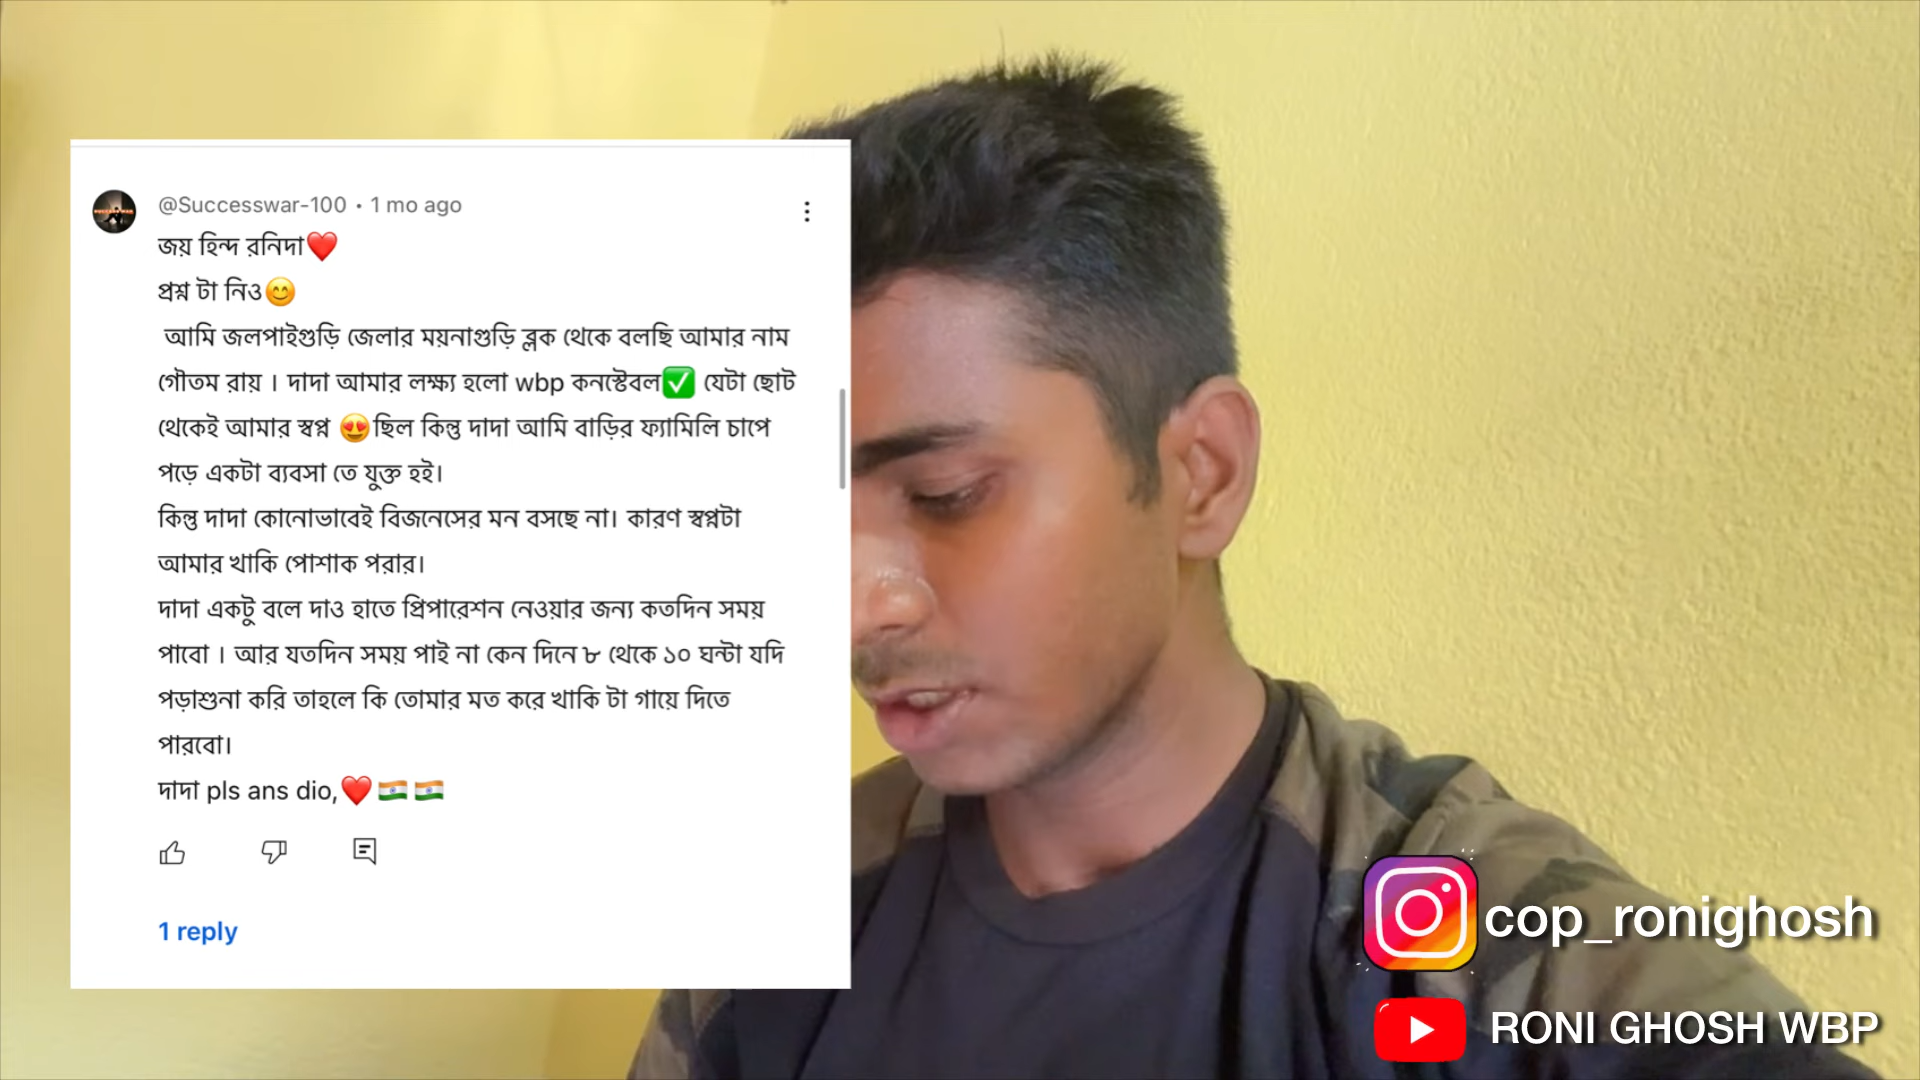 @Successwar-100 • 1 mo ago
জয় হিন্দ রনিদা❤️
প্রশ্ন টা নিও😊
আমি জলপাইগুড়ি জেলার ময়নাগুড়ি ব্লক থেকে বলছি আমার নাম
গৌতম রায় । দাদা আমার লক্ষ্য হলো wbp কনস্টেবল✅ যেটা ছোট
থেকেই আমার স্বপ্ন 😍ছিল কিন্তু দাদা আমি বাড়ির ফ্যামিলি চাপে
পড়ে একটা ব্যবসা তে যুক্ত হই।
কিন্তু দাদা কোনোভাবেই বিজনেসের মন বসছে না। কারণ স্বপ্নটা
আমার খাকি পোশাক পরার।
দাদা একটু বলে দাও হাতে প্রিপারেশন নেওয়ার জন্য কতদিন সময়
পাবো । আর যতদিন সময় পাই না কেন দিনে ৮ থেকে ১০ ঘন্টা যদি
পড়াশুনা করি তাহলে কি তোমার মত করে খাকি টা গায়ে দিতে
পারবো।
দাদা pls ans dio,❤️🇮🇳🇮🇳
1 reply
cop_ronighosh
RONI GHOSH WBP